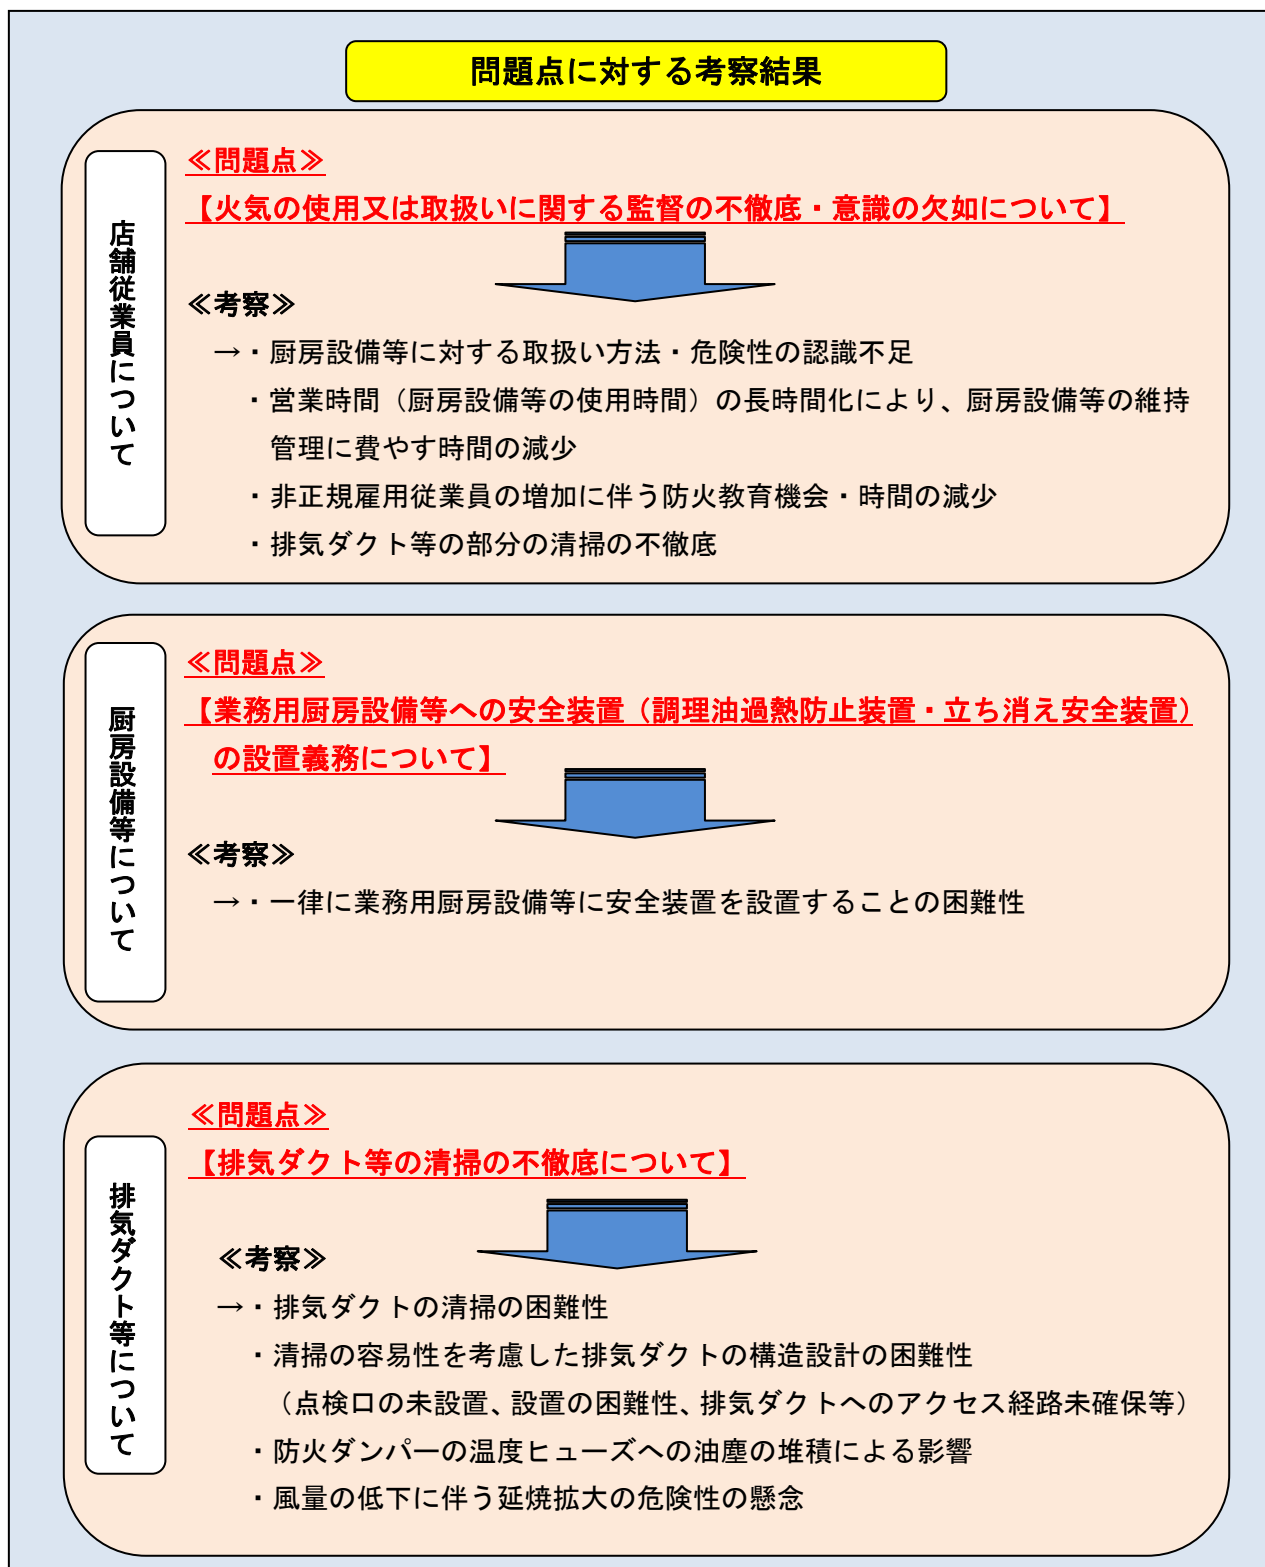 問題点に対する考察結果
店舗従業員について
≪問題点≫
【火気の使用又は取扱いに関する監督の不徹底・意識の欠如について】
≪考察≫
→・厨房設備等に対する取扱い方法・危険性の認識不足
・営業時間（厨房設備等の使用時間）の長時間化により、厨房設備等の維持
管理に費やす時間の減少
・非正規雇用従業員の増加に伴う防火教育機会・時間の減少
・排気ダクト等の部分の清掃の不徹底
厨房設備等について
≪問題点≫
【業務用厨房設備等への安全装置（調理油過熱防止装置・立ち消え安全装置）
の設置義務について】
≪考察≫
→・一律に業務用厨房設備等に安全装置を設置することの困難性
排気ダクト等について
≪問題点≫
【排気ダクト等の清掃の不徹底について】
≪考察≫
→・排気ダクトの清掃の困難性
・清掃の容易性を考慮した排気ダクトの構造設計の困難性
（点検口の未設置、設置の困難性、排気ダクトへのアクセス経路未確保等）
・防火ダンパーの温度ヒューズへの油塵の堆積による影響
・風量の低下に伴う延焼拡大の危険性の懸念